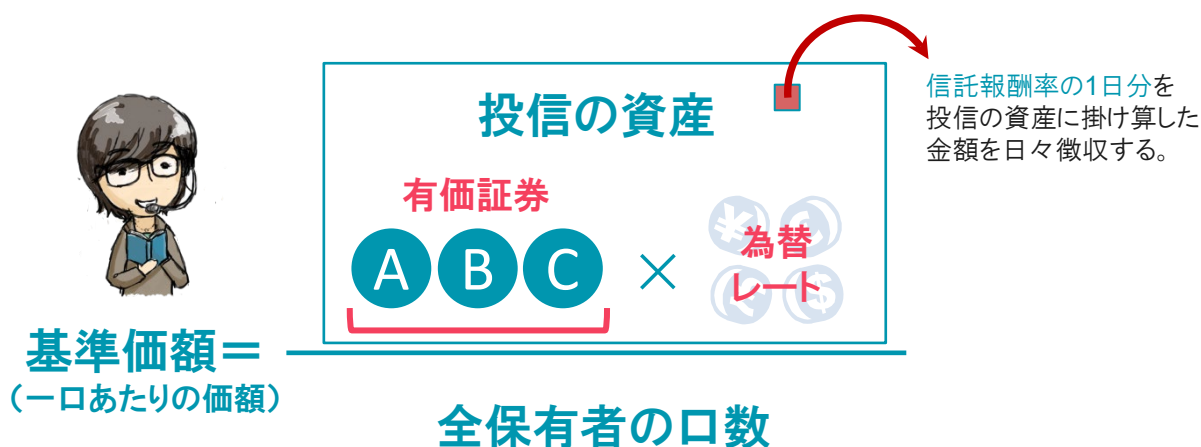 投信の資産
信託報酬率の1日分を
投信の資産に掛け算した
金額を日々徴収する。
有価証券
A B C × 為替
レート
基準価額＝
（一口あたりの価額）
全保有者の口数